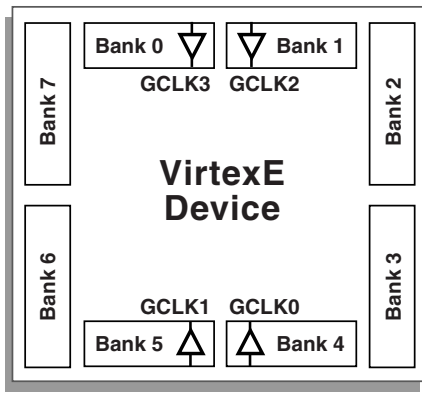 Bank 0
Bank 1
GCLK3
GCLK2
Bank 7
Bank 2
VirtexE
Device
Bank 6
Bank 3
GCLK1
GCLK0
Bank 5
Bank 4